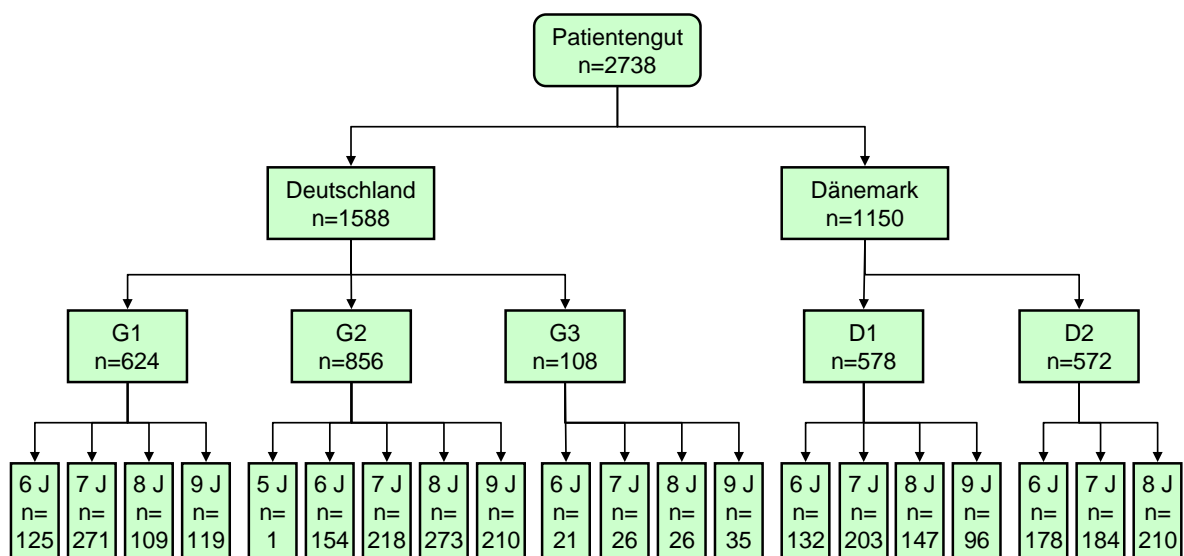 Patientengut
n=2738
Deutschland
n=1588
Dänemark
n=1150
G1
n=624
G2
n=856
G3
n=108
D1
n=578
D2
n=572
6 J
n=
125
7 J
n=
271
8 J
n=
109
9 J
n=
119
5 J
n=
1
6 J
n=
154
7 J
n=
218
8 J
n=
273
9 J
n=
210
6 J
n=
21
7 J
n=
26
8 J
n=
26
9 J
n=
35
6 J
n=
132
7 J
n=
203
8 J
n=
147
9 J
n=
96
6 J
n=
178
7 J
n=
184
8 J
n=
210